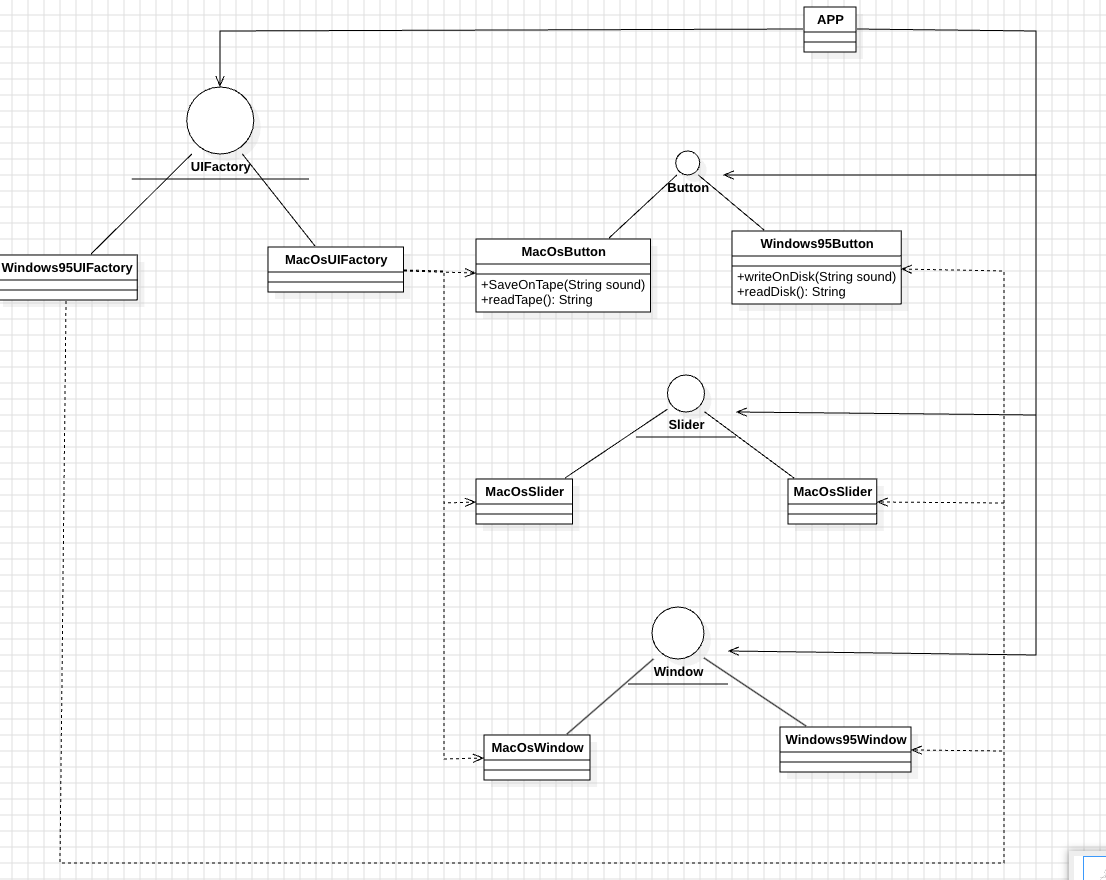 APP
UIFactory
Button
Windows95UIFactory
MacOsUIFactory
MacOsButton
+SaveOnTape(String sound)
+readTape(): String
Windows95Button
+writeOnDisk(String sound)
+readDisk(): String
Slider
MacOsSlider
MacOsSlider
Window
MacOsWindow
Windows95Window